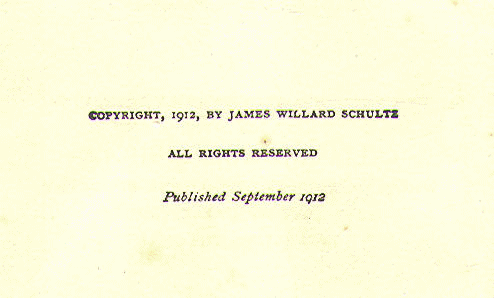 COPYRIGHT, 1912, BY JAMES WILLARD SCHULTZ
ALL RIGHTS RESERVED
Published September 1912